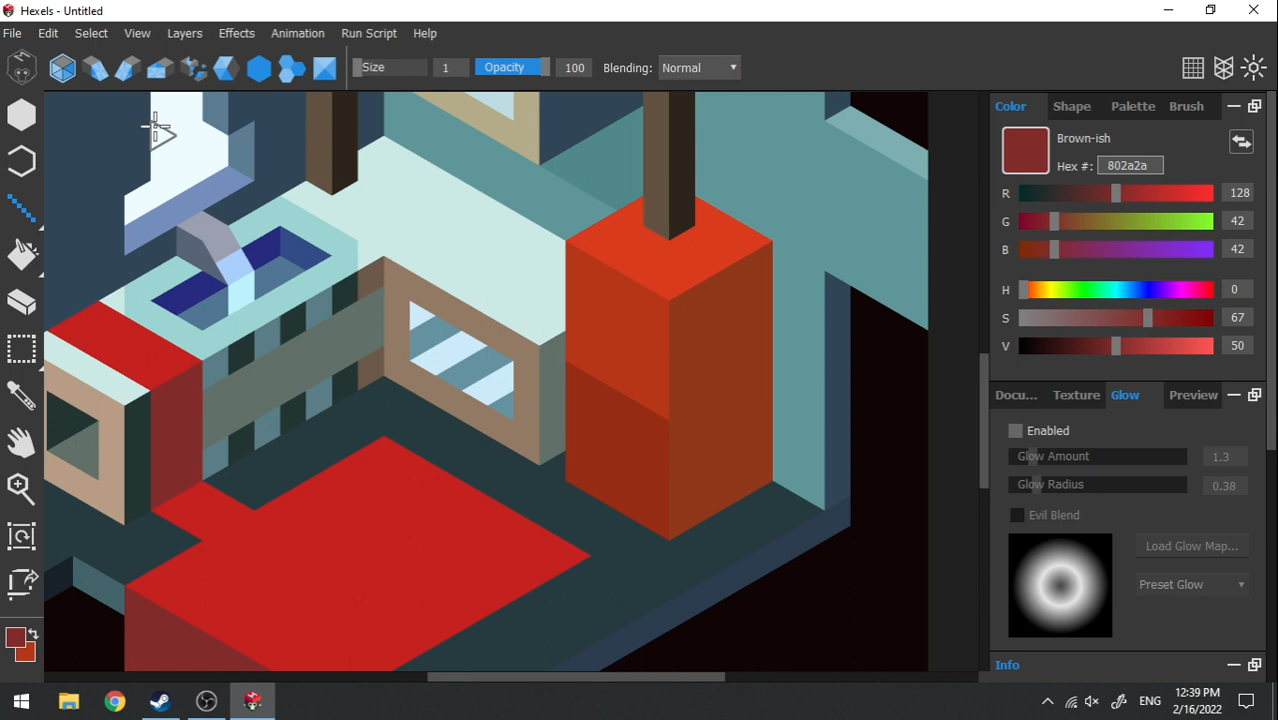 Hexels - Untitled
File Edit Select View Layers Effects Animation Run Script Help
Size 1 Opacity 100 Blending: Normal
Color Shape Palette Brush
Brown-ish
Hex #: 802a2a
R 128
G 42
B 42
H 0
S 67
V 50
Docu... Texture Glow Preview
Enabled
Glow Amount 1.3
Glow Radius 0.38
Evil Blend
Load Glow Map...
Preset Glow
Info
ENG
12:39 PM
2/16/2022